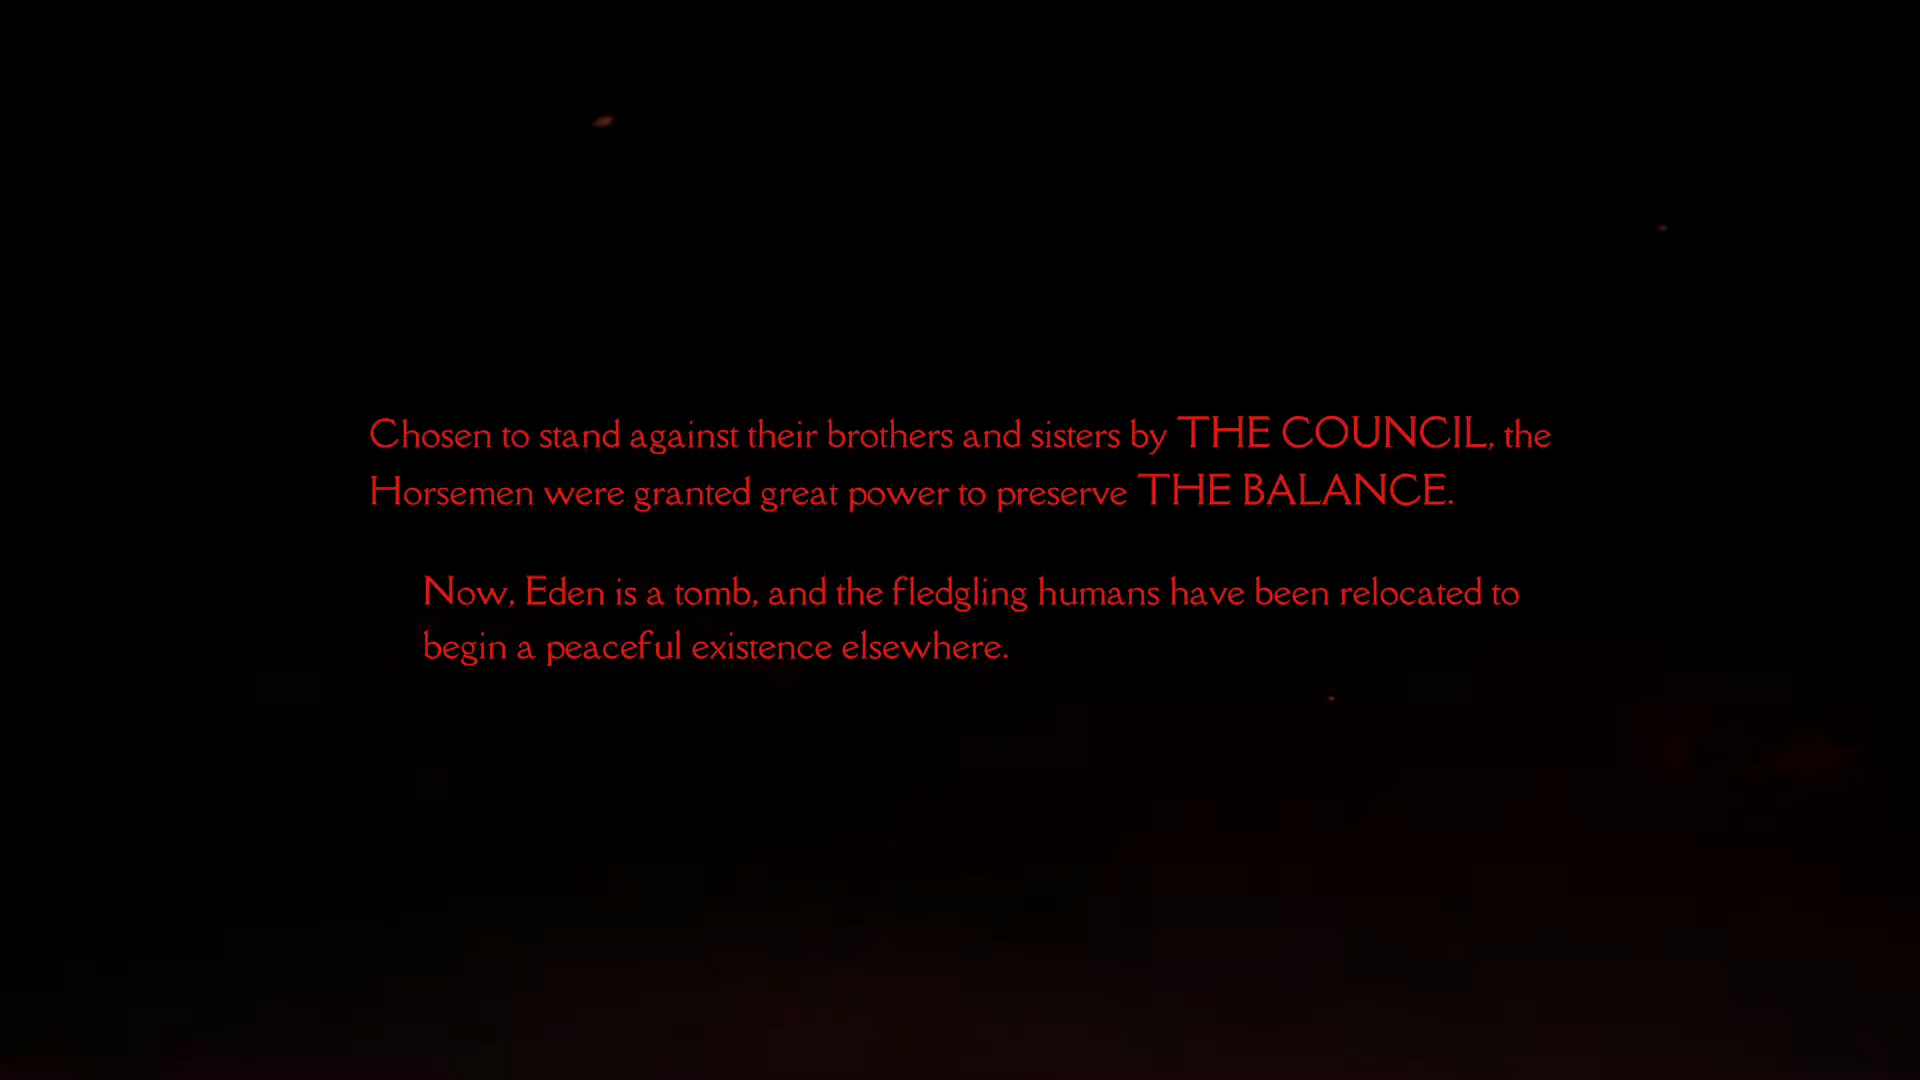 Chosen to stand against their brothers and sisters by THE COUNCIL, the
Horsemen were granted great power to preserve THE BALANCE.
Now, Eden is a tomb, and the fledgling humans have been relocated to
begin a peaceful existence elsewhere.